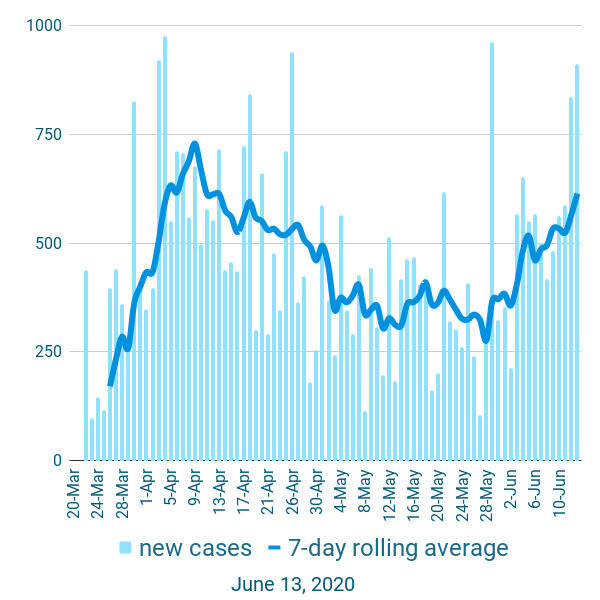 1000
750
500
250
0
20-Mar
24-Mar
28-Mar
1-Apr
5-Apr
9-Apr
13-Apr
17-Apr
21-Apr
26-Apr
30-Apr
4-May
8-May
12-May
16-May
20-May
24-May
28-May
2-Jun
6-Jun
10-Jun
new cases
7-day rolling average
June 13, 2020